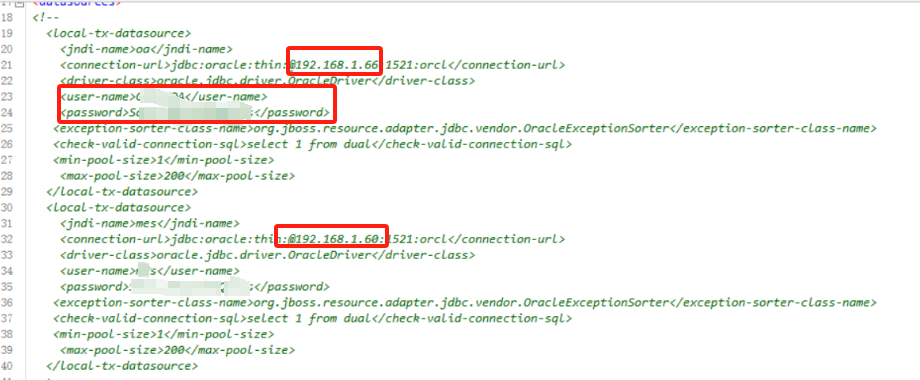 <datasources>
18 <!--
19 <local-tx-datasource>
20 <jndi-name>oa</jndi-name>
21 <connection-url>jdbc:oracle:thin:@192.168.1.66:1521:orcl</connection-url>
22 <driver-class>oracle.jdbc.driver.OracleDriver</driver-class>
23 <user-name></user-name>
24 <password></password>
25 <exception-sorter-class-name>org.jboss.resource.adapter.jdbc.vendor.OracleExceptionSorter</exception-sorter-class-name>
26 <check-valid-connection-sql>select 1 from dual</check-valid-connection-sql>
27 <min-pool-size>1</min-pool-size>
28 <max-pool-size>200</max-pool-size>
29 </local-tx-datasource>
30 <local-tx-datasource>
31 <jndi-name>mes</jndi-name>
32 <connection-url>jdbc:oracle:thin:@192.168.1.60:1521:orcl</connection-url>
33 <driver-class>oracle.jdbc.driver.OracleDriver</driver-class>
34 <user-name></user-name>
35 <password></password>
36 <exception-sorter-class-name>org.jboss.resource.adapter.jdbc.vendor.OracleExceptionSorter</exception-sorter-class-name>
37 <check-valid-connection-sql>select 1 from dual</check-valid-connection-sql>
38 <min-pool-size>1</min-pool-size>
39 <max-pool-size>200</max-pool-size>
40 </local-tx-datasource>